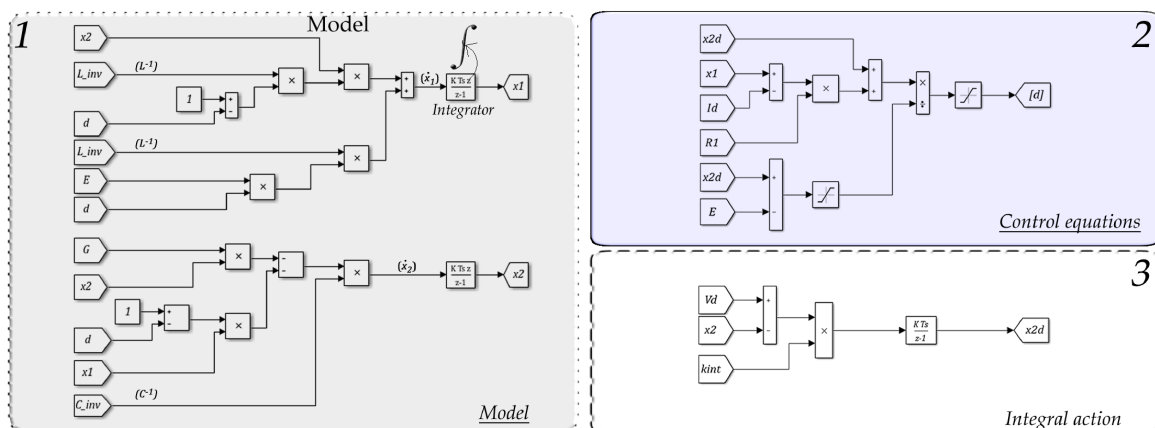 1
Model
x2
L_inv
(L-1)
×
×
1
+
−
d
+
+
(ẋ1)
∫
K Ts z
z-1
Integrator
x1
L_inv
(L-1)
×
E
×
d
G
x2
×
−
−
×
(ẋ2)
K Ts z
z-1
x2
1
+
−
d
×
x1
C_inv
(C-1)
Model
2
x2d
x1
+
−
Id
×
R1
+
+
×
÷
[d]
x2d
+
−
E
Control equations
3
Vd
+
−
x2
×
kint
K Ts
z-1
x2d
Integral action